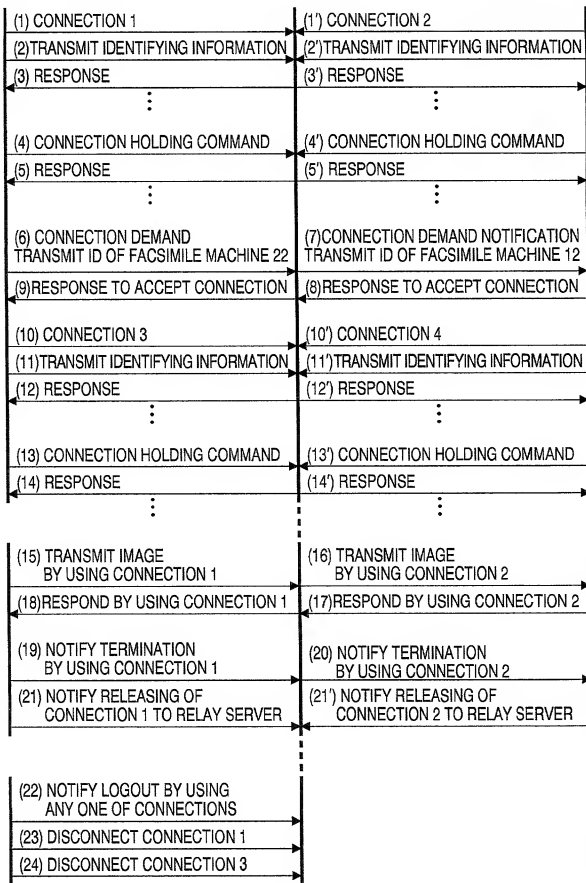 (1) CONNECTION 1
(1') CONNECTION 2
(2)TRANSMIT IDENTIFYING INFORMATION
(2')TRANSMIT IDENTIFYING INFORMATION
(3) RESPONSE
(3') RESPONSE
(4) CONNECTION HOLDING COMMAND
(4') CONNECTION HOLDING COMMAND
(5) RESPONSE
(5') RESPONSE
(6) CONNECTION DEMAND
TRANSMIT ID OF FACSIMILE MACHINE 22
(7)CONNECTION DEMAND NOTIFICATION
TRANSMIT ID OF FACSIMILE MACHINE 12
(9)RESPONSE TO ACCEPT CONNECTION
(8)RESPONSE TO ACCEPT CONNECTION
(10) CONNECTION 3
(10') CONNECTION 4
(11)TRANSMIT IDENTIFYING INFORMATION
(11')TRANSMIT IDENTIFYING INFORMATION
(12) RESPONSE
(12') RESPONSE
(13) CONNECTION HOLDING COMMAND
(13') CONNECTION HOLDING COMMAND
(14) RESPONSE
(14') RESPONSE
(15) TRANSMIT IMAGE
BY USING CONNECTION 1
(16) TRANSMIT IMAGE
BY USING CONNECTION 2
(18)RESPOND BY USING CONNECTION 1
(17)RESPOND BY USING CONNECTION 2
(19) NOTIFY TERMINATION
BY USING CONNECTION 1
(20) NOTIFY TERMINATION
BY USING CONNECTION 2
(21) NOTIFY RELEASING OF
CONNECTION 1 TO RELAY SERVER
(21') NOTIFY RELEASING OF
CONNECTION 2 TO RELAY SERVER
(22) NOTIFY LOGOUT BY USING
ANY ONE OF CONNECTIONS
(23) DISCONNECT CONNECTION 1
(24) DISCONNECT CONNECTION 3